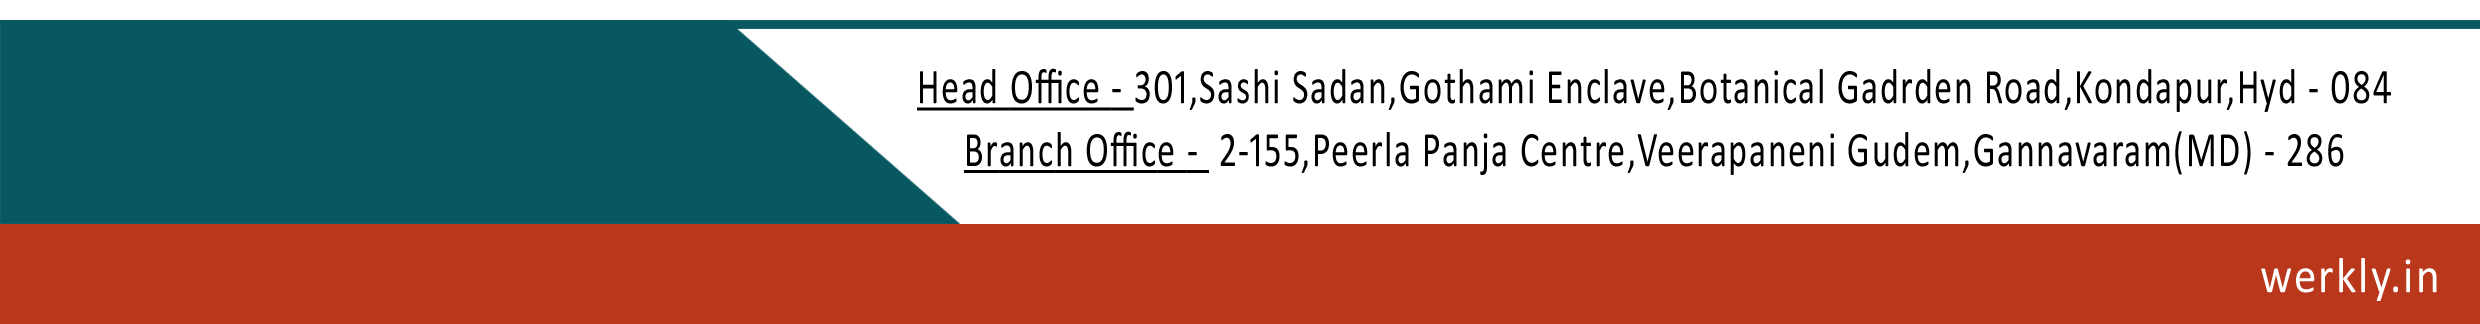 Head Office - 301,Sashi Sadan,Gothami Enclave,Botanical Gadrden Road,Kondapur,Hyd - 084
Branch Office -  2-155,Peerla Panja Centre,Veerapaneni Gudem,Gannavaram(MD) - 286
werkly.in